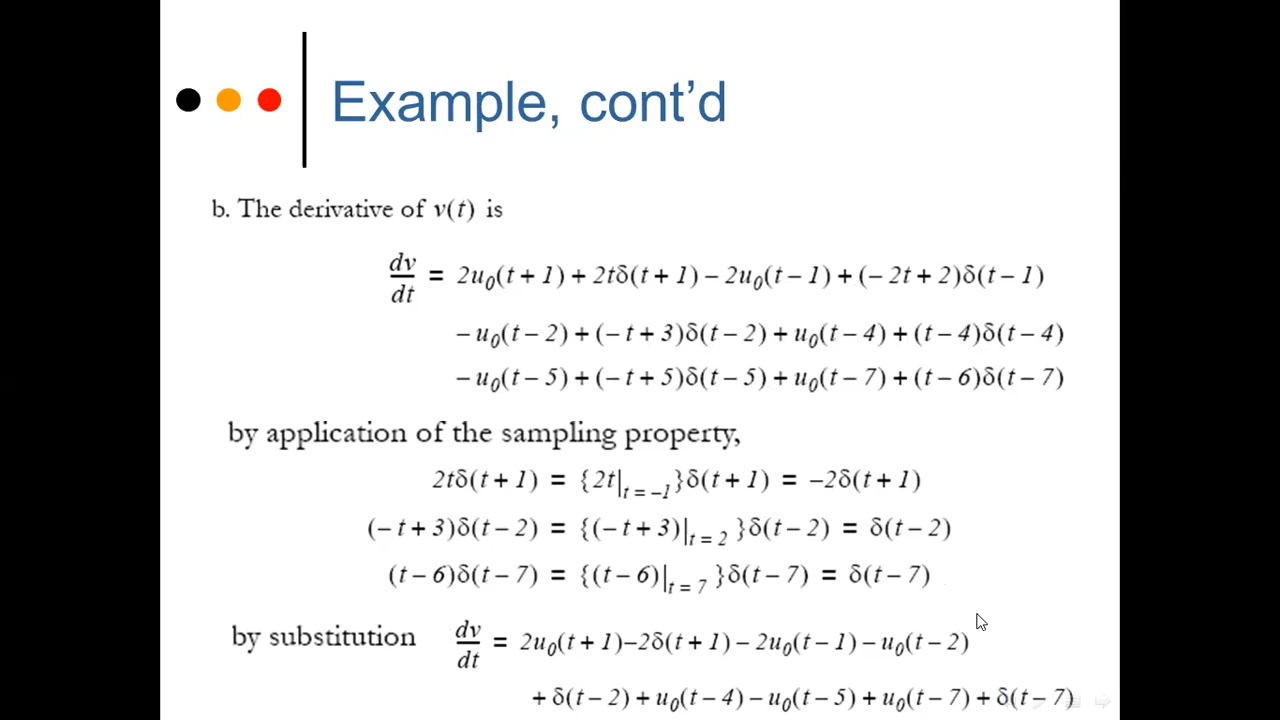 Example, cont’d
b. The derivative of v(t) is
dv/dt = 2u₀(t + 1) + 2tδ(t + 1) – 2u₀(t – 1) + (– 2t + 2)δ(t – 1)
– u₀(t – 2) + (– t + 3)δ(t – 2) + u₀(t – 4) + (t – 4)δ(t – 4)
– u₀(t – 5) + (– t + 5)δ(t – 5) + u₀(t – 7) + (t – 6)δ(t – 7)
by application of the sampling property,
2tδ(t + 1) = {2t|t = –1}δ(t + 1) = –2δ(t + 1)
(– t + 3)δ(t – 2) = {(– t + 3)|t = 2 }δ(t – 2) = δ(t – 2)
(t – 6)δ(t – 7) = {(t – 6)|t = 7 }δ(t – 7) = δ(t – 7)
by substitution dv/dt = 2u₀(t + 1)–2δ(t + 1) – 2u₀(t – 1) – u₀(t – 2)
+ δ(t – 2) + u₀(t – 4) – u₀(t – 5) + u₀(t – 7) + δ(t – 7)